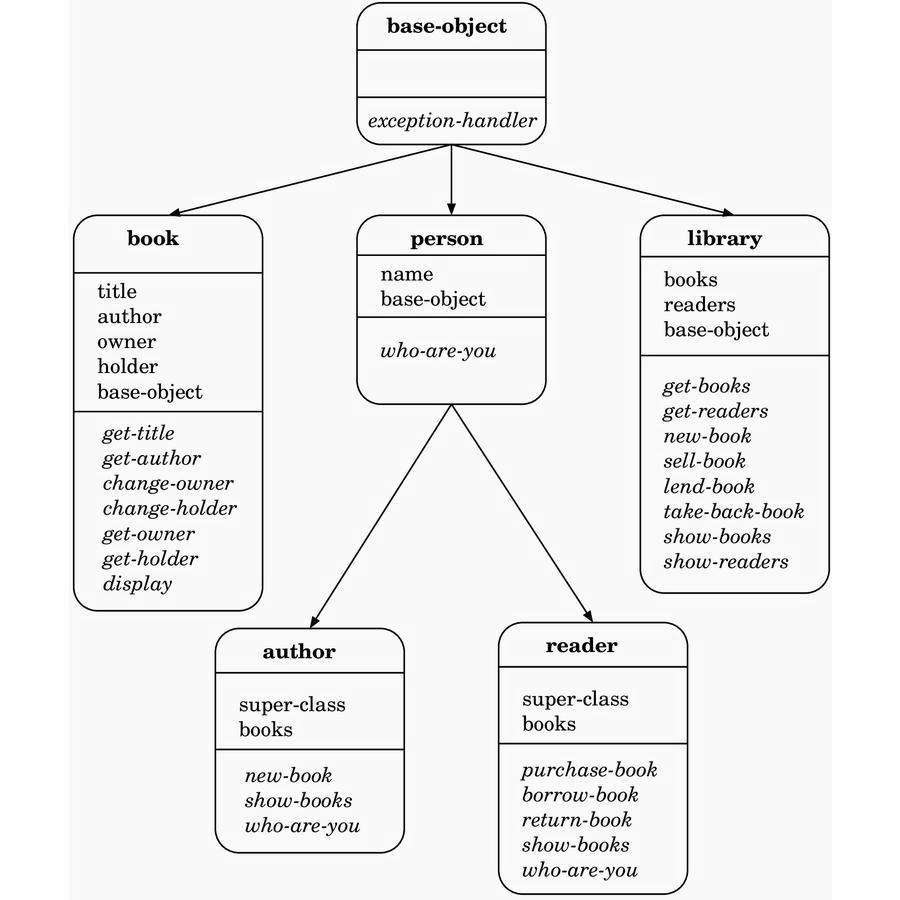 base-object
exception-handler
book
title
author
owner
holder
base-object
get-title
get-author
change-owner
change-holder
get-owner
get-holder
display
person
name
base-object
who-are-you
library
books
readers
base-object
get-books
get-readers
new-book
sell-book
lend-book
take-back-book
show-books
show-readers
author
super-class
books
new-book
show-books
who-are-you
reader
super-class
books
purchase-book
borrow-book
return-book
show-books
who-are-you